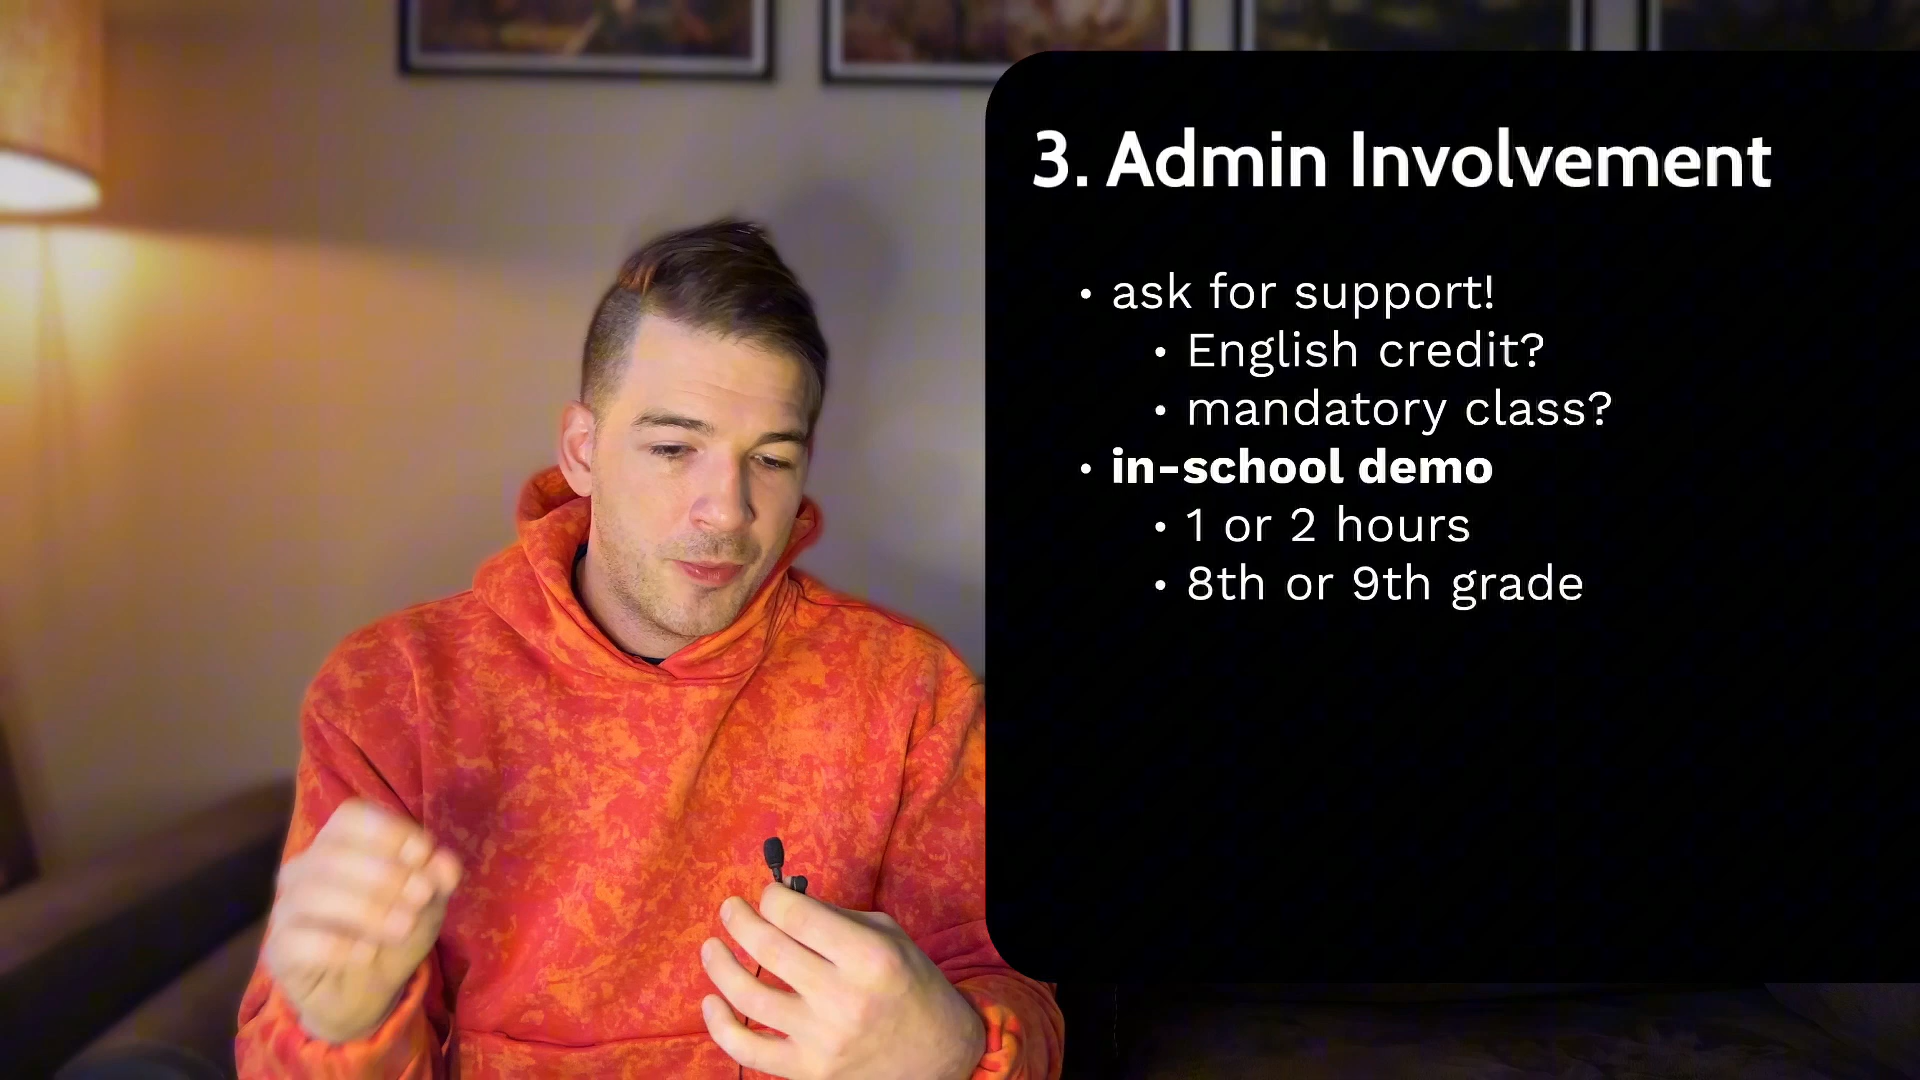 3. Admin Involvement
• ask for support!
• English credit?
• mandatory class?
• in-school demo
• 1 or 2 hours
• 8th or 9th grade